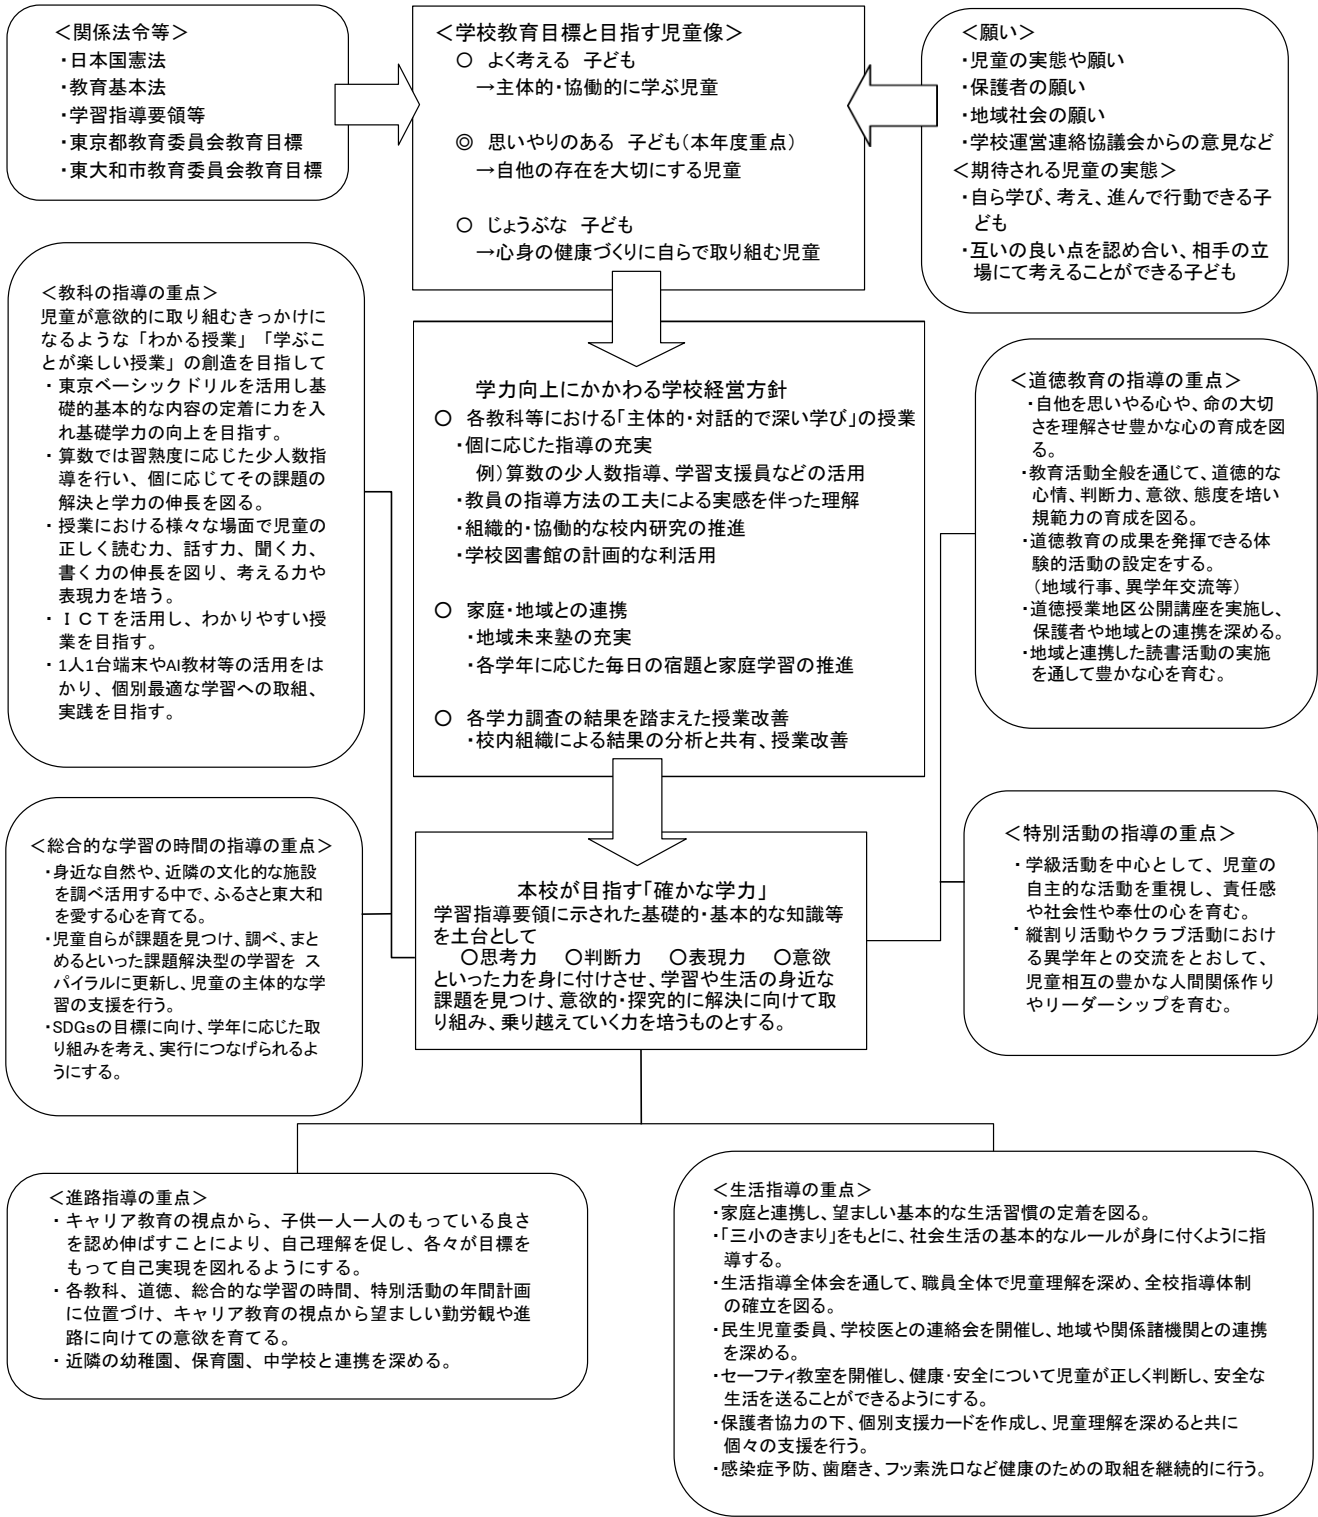 ＜関係法令等＞
・日本国憲法
・教育基本法
・学習指導要領等
・東京都教育委員会教育目標
・東大和市教育委員会教育目標
＜学校教育目標と目指す児童像＞
○ よく考える 子ども
→主体的・協働的に学ぶ児童
◎ 思いやりのある 子ども（本年度重点）
→自他の存在を大切にする児童
○ じょうぶな 子ども
→心身の健康づくりに自らで取り組む児童
＜願い＞
・児童の実態や願い
・保護者の願い
・地域社会の願い
・学校運営連絡協議会からの意見など
＜期待される児童の実態＞
・自ら学び、考え、進んで行動できる子
ども
・互いの良い点を認め合い、相手の立
場にて考えることができる子ども
＜教科の指導の重点＞
児童が意欲的に取り組むきっかけに
なるような「わかる授業」「学ぶこ
とが楽しい授業」の創造を目指して
・東京ベーシックドリルを活用し基
礎的基本的な内容の定着に力を入
れ基礎学力の向上を目指す。
・算数では習熟度に応じた少人数指
導を行い、個に応じてその課題の
解決と学力の伸長を図る。
・授業における様々な場面で児童の
正しく読む力、話す力、聞く力、
書く力の伸長を図り、考える力や
表現力を培う。
・ＩＣＴを活用し、わかりやすい授
業を目指す。
・1人1台端末やAI教材等の活用をは
かり、個別最適な学習への取組、
実践を目指す。
学力向上にかかわる学校経営方針
○ 各教科等における「主体的・対話的で深い学び」の授業
・個に応じた指導の充実
例）算数の少人数指導、学習支援員などの活用
・教員の指導方法の工夫による実感を伴った理解
・組織的・協働的な校内研究の推進
・学校図書館の計画的な利活用
○ 家庭・地域との連携
・地域未来塾の充実
・各学年に応じた毎日の宿題と家庭学習の推進
○ 各学力調査の結果を踏まえた授業改善
・校内組織による結果の分析と共有、授業改善
＜道徳教育の指導の重点＞
・自他を思いやる心や、命の大切
さを理解させ豊かな心の育成を図
る。
・教育活動全般を通じて、道徳的な
心情、判断力、意欲、態度を培い
規範力の育成を図る。
・道徳教育の成果を発揮できる体
験的活動の設定をする。
（地域行事、異学年交流等）
・道徳授業地区公開講座を実施し、
保護者や地域との連携を深める。
・地域と連携した読書活動の実施
を通して豊かな心を育む。
＜総合的な学習の時間の指導の重点＞
・身近な自然や、近隣の文化的な施設
を調べ活用する中で、ふるさと東大和
を愛する心を育てる。
・児童自らが課題を見つけ、調べ、まと
めるといった課題解決型の学習を ス
パイラルに更新し、児童の主体的な学
習の支援を行う。
・SDGsの目標に向け、学年に応じた取
り組みを考え、実行につなげられるよ
うにする。
本校が目指す「確かな学力」
学習指導要領に示された基礎的・基本的な知識等
を土台として
○思考力 ○判断力 ○表現力 ○意欲
といった力を身に付けさせ、学習や生活の身近な
課題を見つけ、意欲的・探究的に解決に向けて取
り組み、乗り越えていく力を培うものとする。
＜特別活動の指導の重点＞
・学級活動を中心として、児童の
自主的な活動を重視し、責任感
や社会性や奉仕の心を育む。
・縦割り活動やクラブ活動におけ
る異学年との交流をとおして、
児童相互の豊かな人間関係作り
やリーダーシップを育む。
＜進路指導の重点＞
・キャリア教育の視点から、子供一人一人のもっている良さ
を認め伸ばすことにより、自己理解を促し、各々が目標を
もって自己実現を図れるようにする。
・各教科、道徳、総合的な学習の時間、特別活動の年間計画
に位置づけ、キャリア教育の視点から望ましい勤労観や進
路に向けての意欲を育てる。
・近隣の幼稚園、保育園、中学校と連携を深める。
＜生活指導の重点＞
・家庭と連携し、望ましい基本的な生活習慣の定着を図る。
・「三小のきまり」をもとに、社会生活の基本的なルールが身に付くように指
導する。
・生活指導全体会を通して、職員全体で児童理解を深め、全校指導体制
の確立を図る。
・民生児童委員、学校医との連絡会を開催し、地域や関係諸機関との連携
を深める。
・セーフティ教室を開催し、健康・安全について児童が正しく判断し、安全な
生活を送ることができるようにする。
・保護者協力の下、個別支援カードを作成し、児童理解を深めると共に
個々の支援を行う。
・感染症予防、歯磨き、フッ素洗口など健康のための取組を継続的に行う。